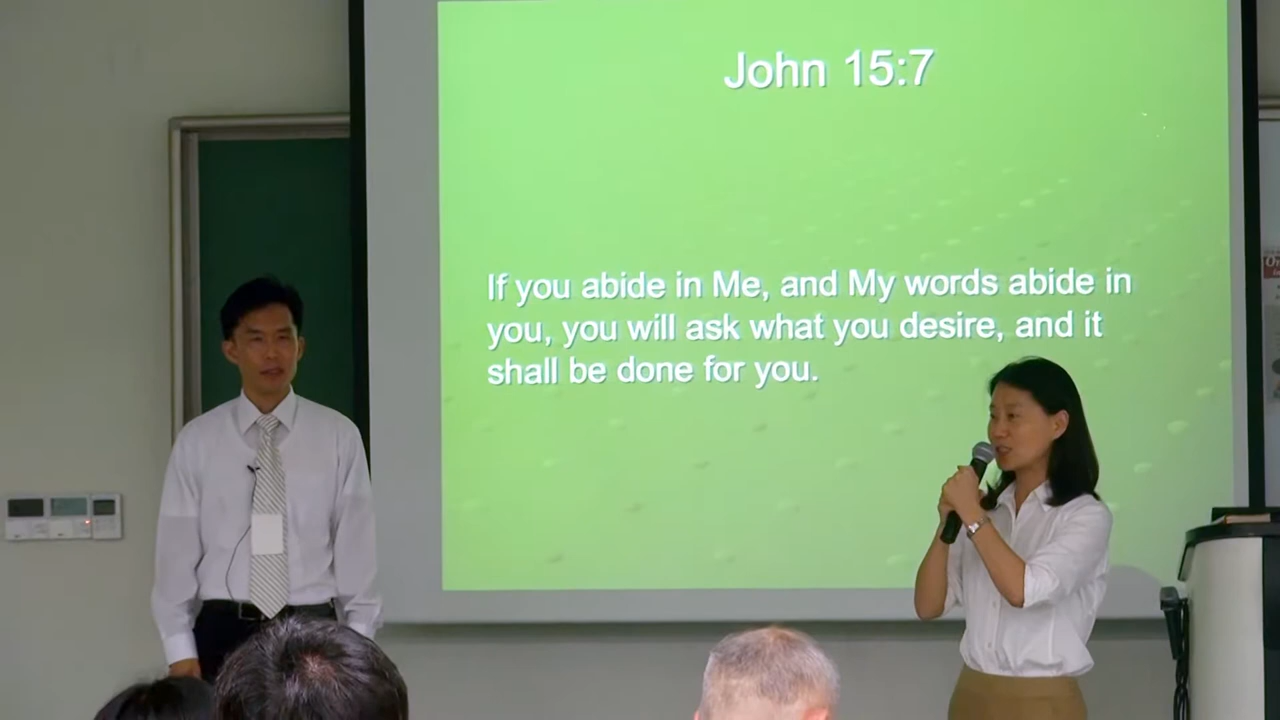 John 15:7
If you abide in Me, and My words abide in
you, you will ask what you desire, and it
shall be done for you.